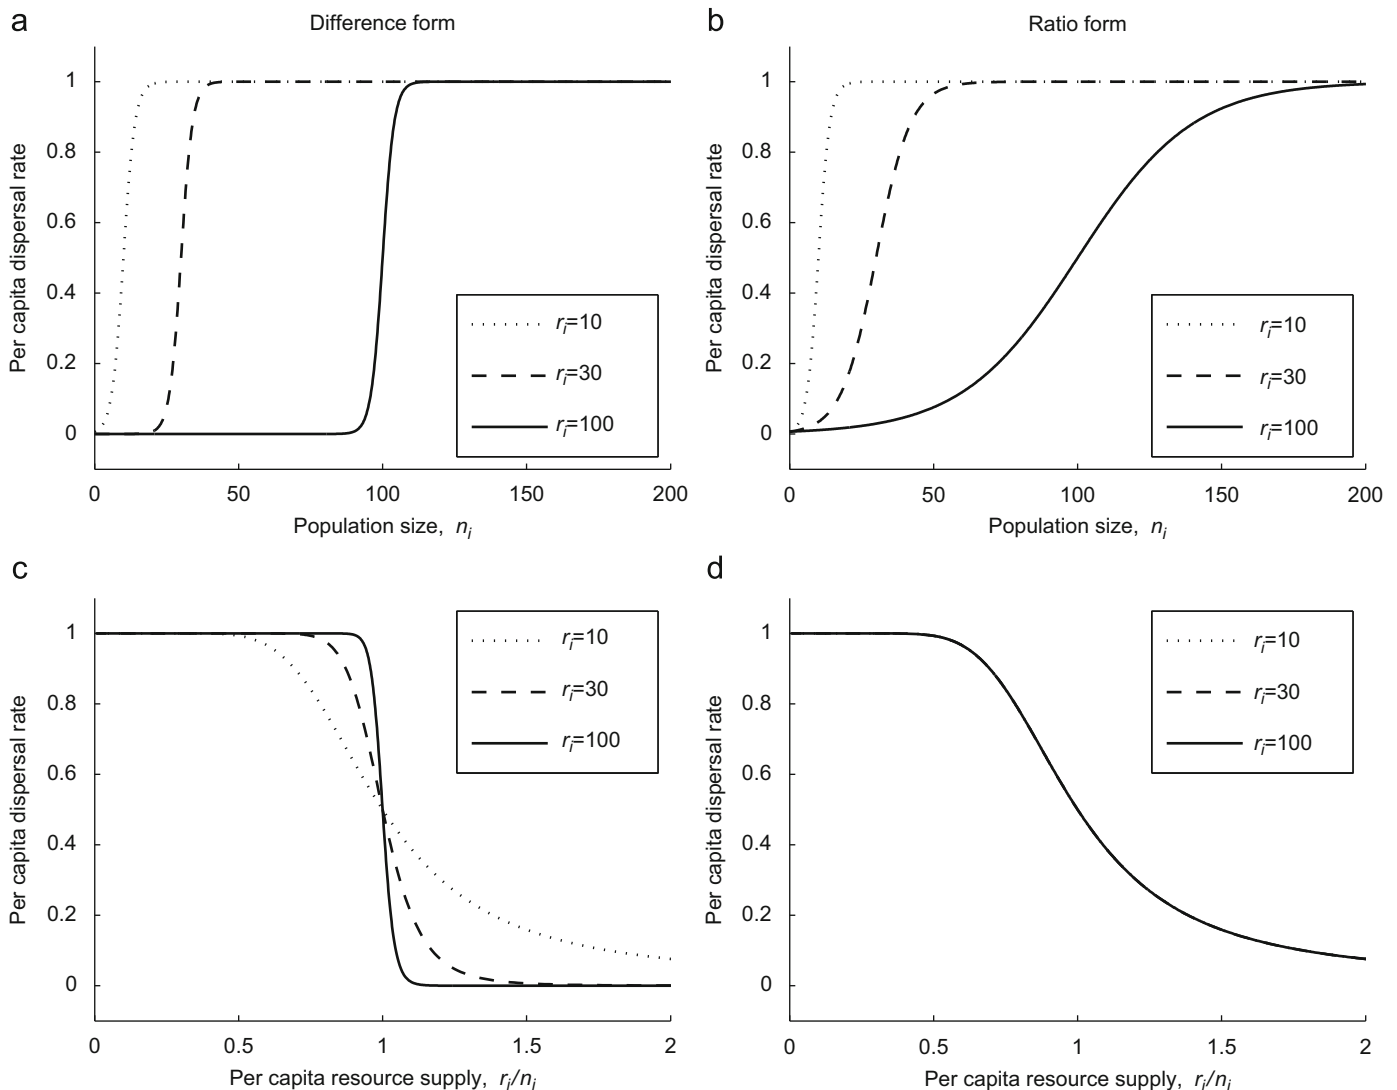 a
Difference form
Per capita dispersal rate
1
0.8
0.6
0.4
0.2
0
r_i=10
r_i=30
r_i=100
0 50 100 150 200
Population size, n_i
b
Ratio form
Per capita dispersal rate
1
0.8
0.6
0.4
0.2
0
r_i=10
r_i=30
r_i=100
0 50 100 150 200
Population size, n_i
c
Per capita dispersal rate
1
0.8
0.6
0.4
0.2
0
r_i=10
r_i=30
r_i=100
0 0.5 1 1.5 2
Per capita resource supply, r_i/n_i
d
Per capita dispersal rate
1
0.8
0.6
0.4
0.2
0
r_i=10
r_i=30
r_i=100
0 0.5 1 1.5 2
Per capita resource supply, r_i/n_i